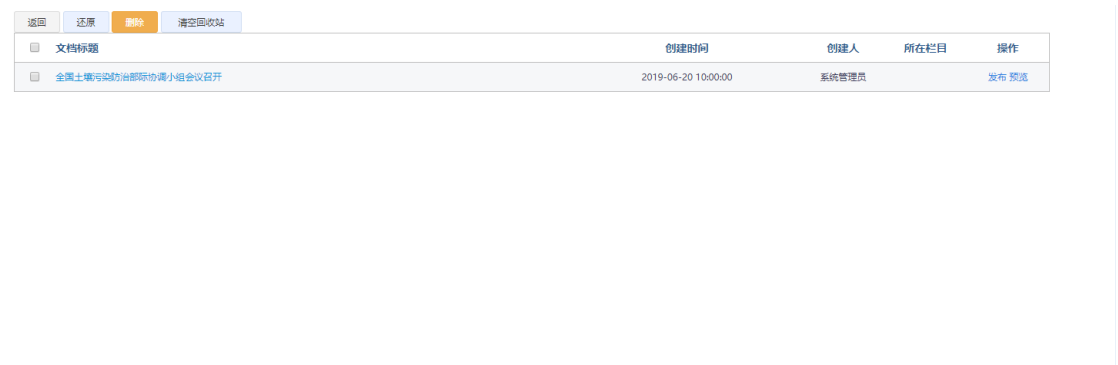 返回 还原 删除 清空回收站
文档标题 创建时间 创建人 所在栏目 操作
全国土壤污染防治部际协调小组会议召开 2019-06-20 10:00:00 系统管理员 发布 预览